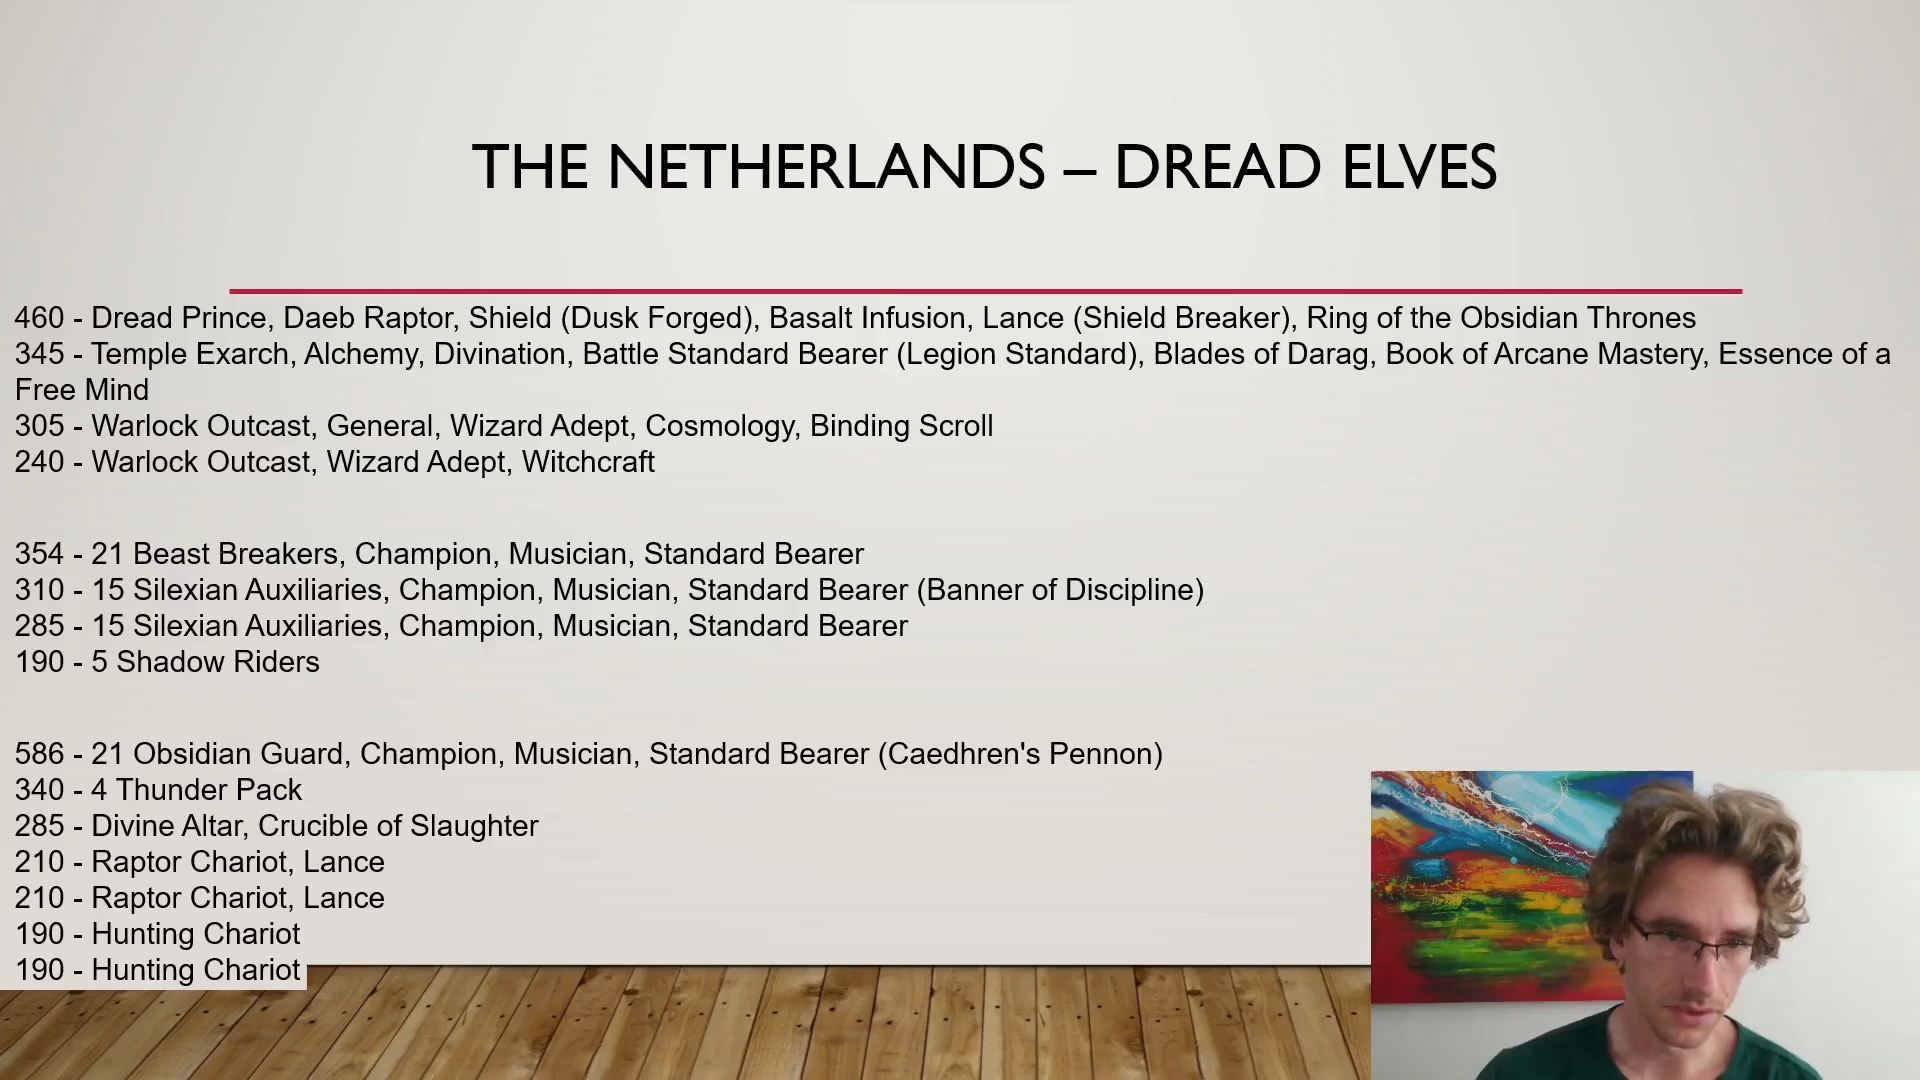 THE NETHERLANDS – DREAD ELVES
460 - Dread Prince, Daeb Raptor, Shield (Dusk Forged), Basalt Infusion, Lance (Shield Breaker), Ring of the Obsidian Thrones
345 - Temple Exarch, Alchemy, Divination, Battle Standard Bearer (Legion Standard), Blades of Darag, Book of Arcane Mastery, Essence of a
Free Mind
305 - Warlock Outcast, General, Wizard Adept, Cosmology, Binding Scroll
240 - Warlock Outcast, Wizard Adept, Witchcraft
354 - 21 Beast Breakers, Champion, Musician, Standard Bearer
310 - 15 Silexian Auxiliaries, Champion, Musician, Standard Bearer (Banner of Discipline)
285 - 15 Silexian Auxiliaries, Champion, Musician, Standard Bearer
190 - 5 Shadow Riders
586 - 21 Obsidian Guard, Champion, Musician, Standard Bearer (Caedhren's Pennon)
340 - 4 Thunder Pack
285 - Divine Altar, Crucible of Slaughter
210 - Raptor Chariot, Lance
210 - Raptor Chariot, Lance
190 - Hunting Chariot
190 - Hunting Chariot